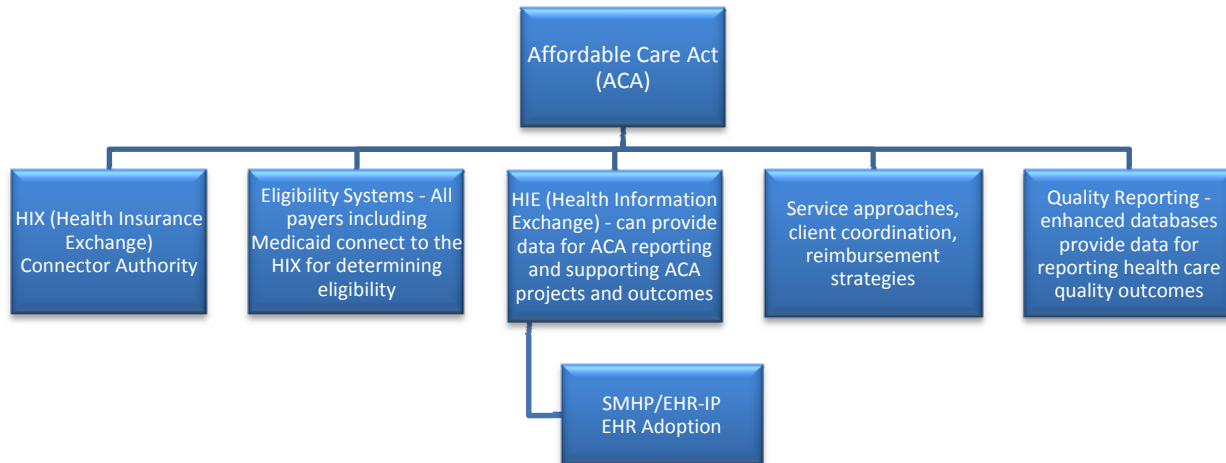 Affordable Care Act
(ACA)
HIX (Health Insurance
Exchange)
Connector Authority
Eligibility Systems - All
payers including
Medicaid connect to the
HIX for determining
eligibility
HIE (Health Information
Exchange) - can provide
data for ACA reporting
and supporting ACA
projects and outcomes
Service approaches,
client coordination,
reimbursement
strategies
Quality Reporting -
enhanced databases
provide data for
reporting health care
quality outcomes
SMHP/EHR-IP
EHR Adoption